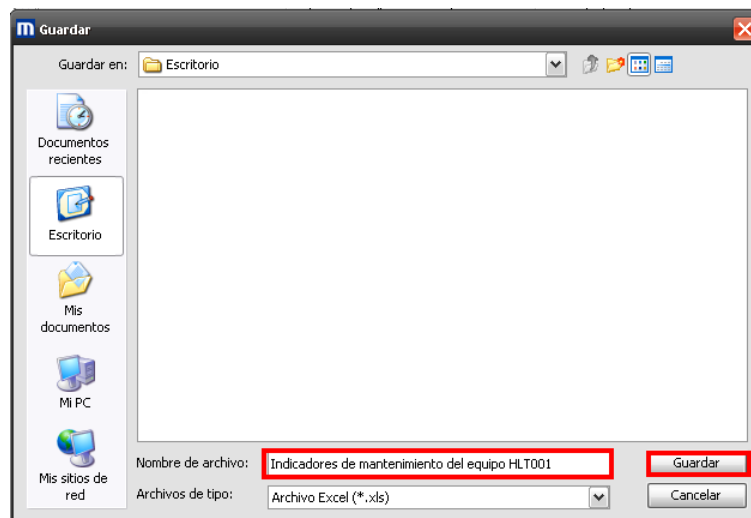 m Guardar
Guardar en:
Escritorio
Documentos
recientes
Escritorio
Mis
documentos
Mi PC
Mis sitios de
red
Nombre de archivo:
Indicadores de mantenimiento del equipo HLT001
Guardar
Archivos de tipo:
Archivo Excel (*.xls)
Cancelar